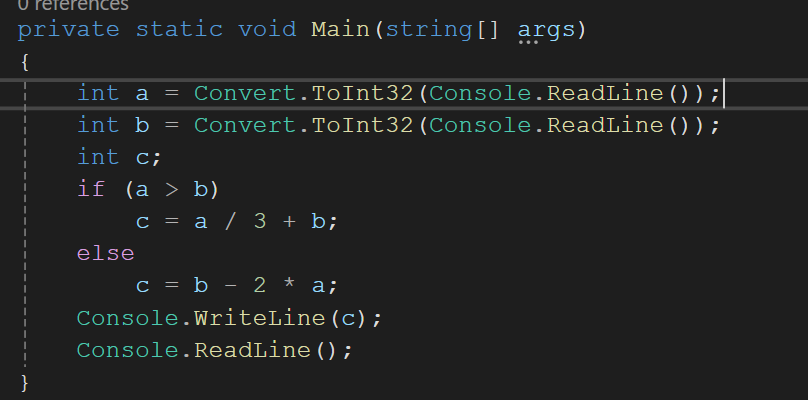 0 references
private static void Main(string[] args)
{
int a = Convert.ToInt32(Console.ReadLine());
int b = Convert.ToInt32(Console.ReadLine());
int c;
if (a > b)
c = a / 3 + b;
else
c = b - 2 * a;
Console.WriteLine(c);
Console.ReadLine();
}